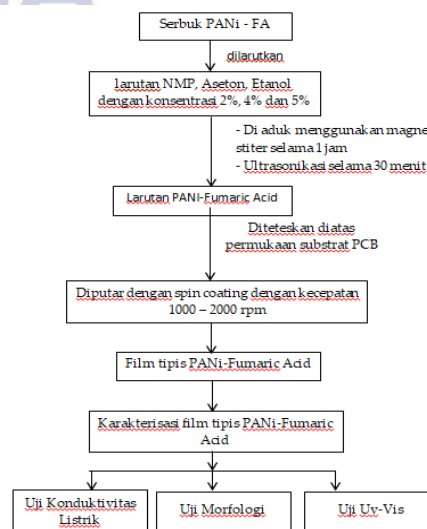 Serbuk PANi - FA
dilarutkan
larutan NMP, Aseton, Etanol
dengan konsentrasi 2%, 4% dan 5%
- Di aduk menggunakan magne
stiter selama 1 jam
- Ultrasonikasi selama 30 menit
Larutan PANI-Fumaric Acid
Diteteskan diatas
permukaan substrat PCB
Diputar dengan spin coating dengan kecepatan
1000 – 2000 rpm
Film tipis PANi-Fumaric Acid
Karakterisasi film tipis PANi-Fumaric
Acid
Uji Konduktivitas
Listrik
Uji Morfologi
Uji Uv-Vis